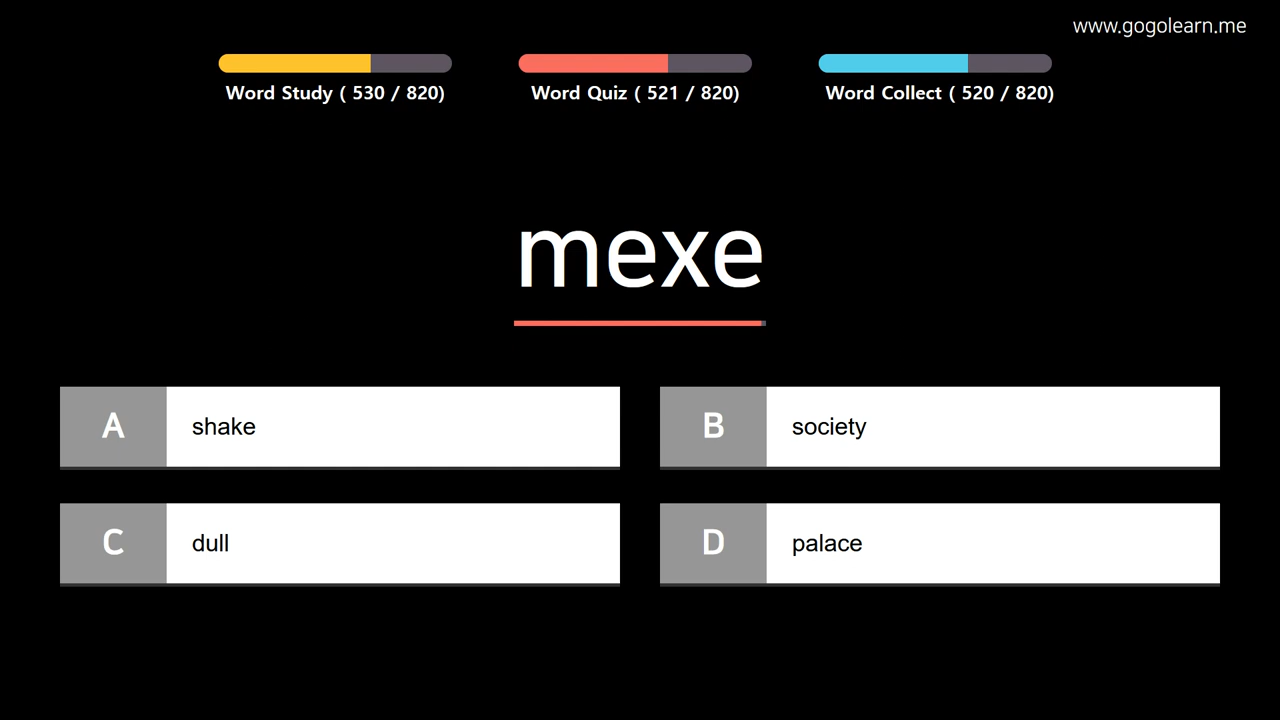 www.gogolearn.me
Word Study ( 530 / 820)
Word Quiz ( 521 / 820)
Word Collect ( 520 / 820)
mexe
A shake
B society
C dull
D palace